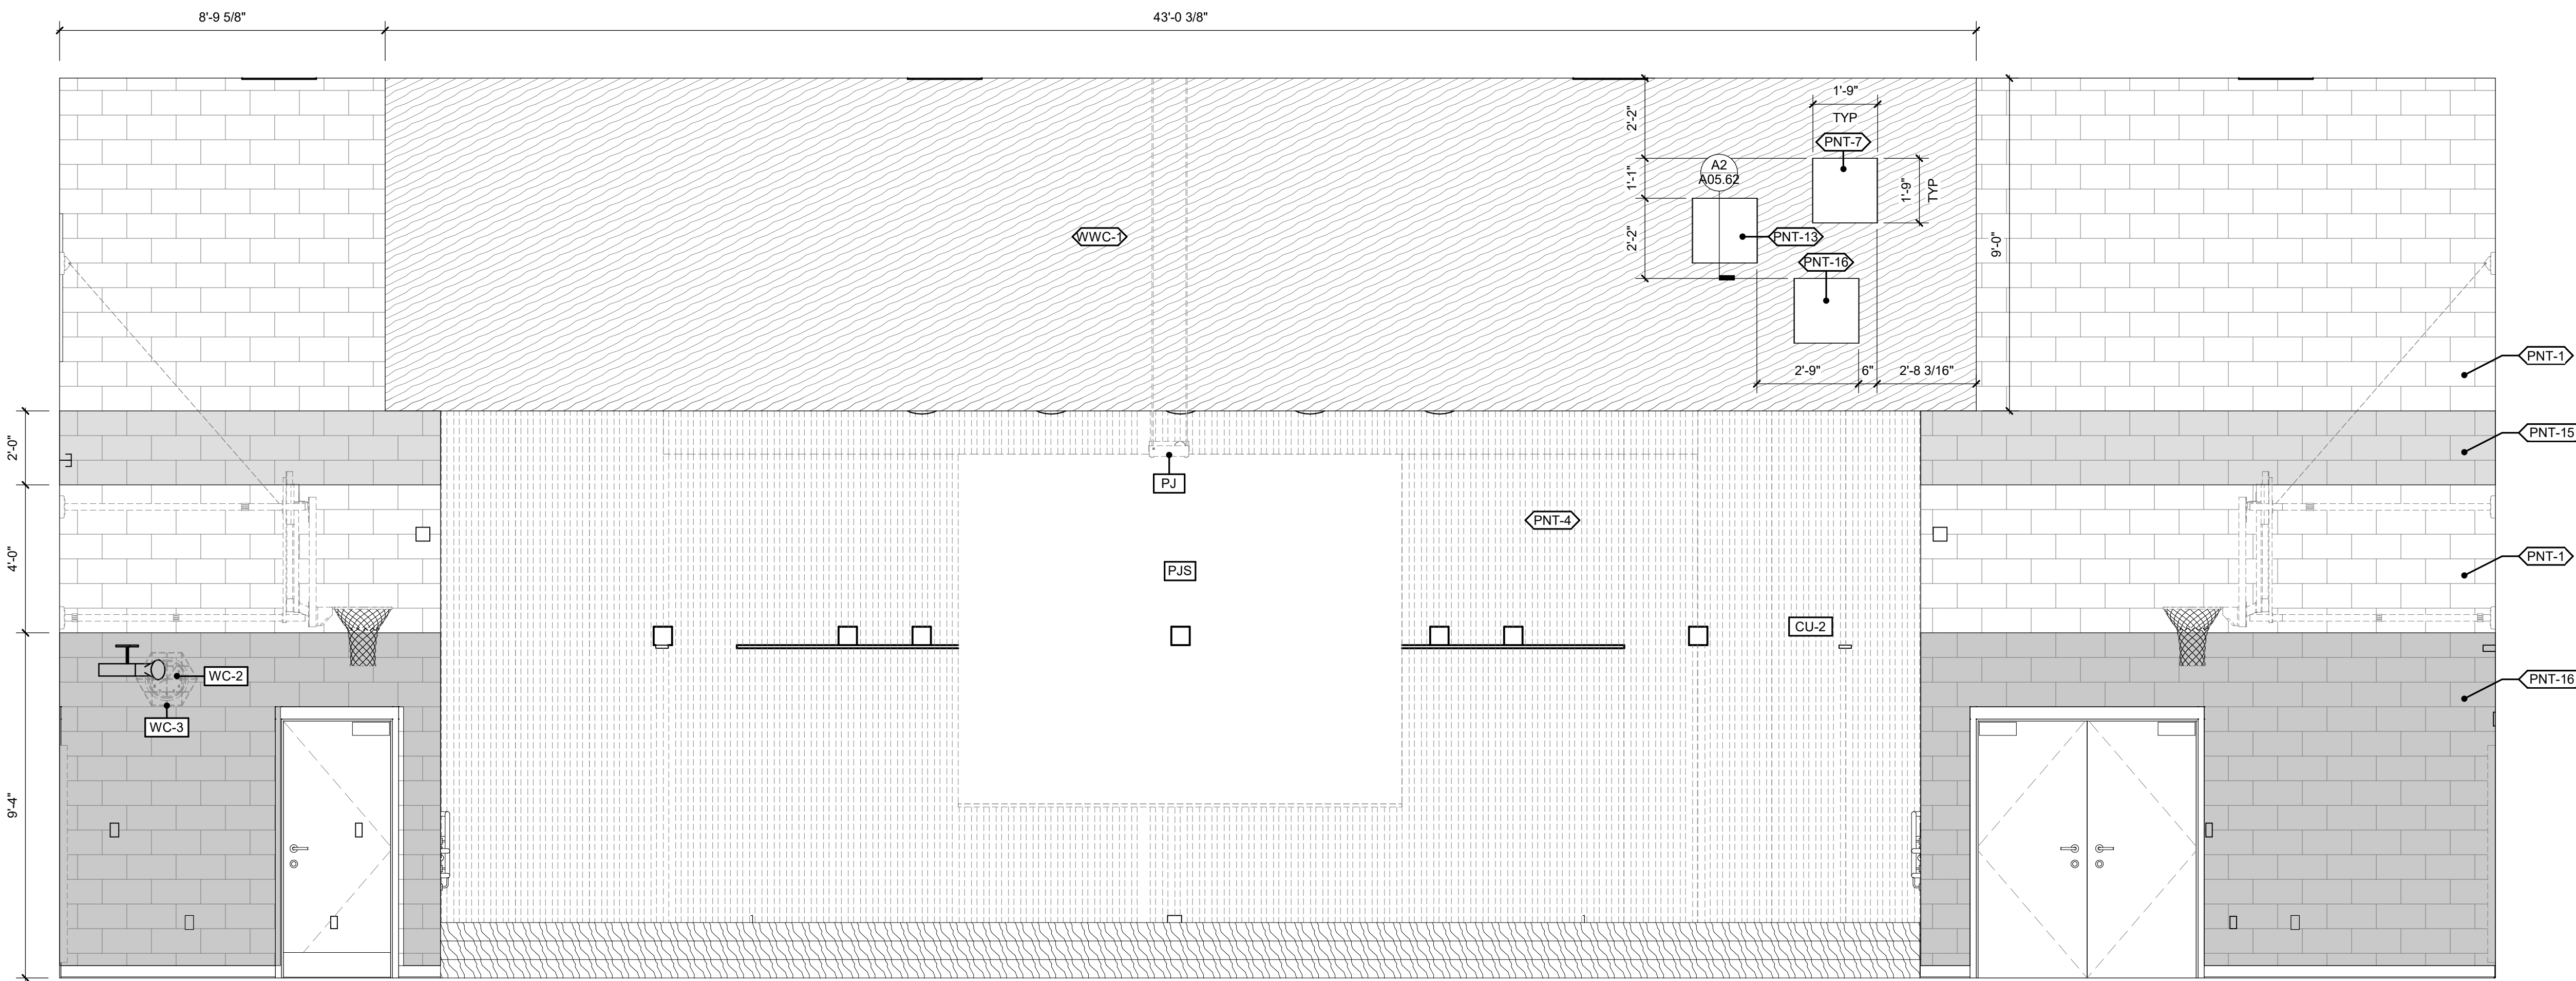 8'-9 5/8"
43'-0 3/8"
1'-9"
TYP
PNT-7
2'-2"
A2
A05.62
1'-1"
1'-9"
TYP
2'-2"
WWC-1
PNT-13
9'-0"
PNT-16
PNT-1
2'-9"
6"
2'-8 3/16"
2'-0"
PNT-15
PJ
PNT-4
4'-0"
PNT-1
PJS
CU-2
WC-2
PNT-16
WC-3
9'-4"